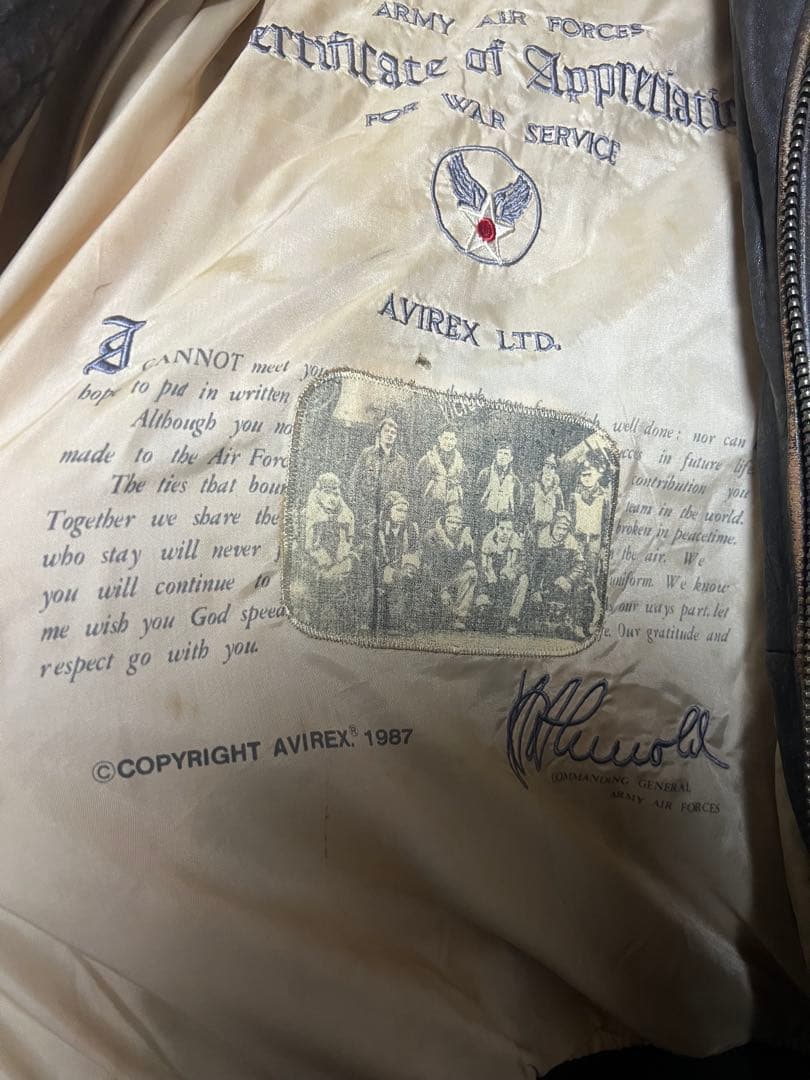 ARMY AIR FORCES
ertificate of Appreciatio
FOR WAR SERVICE
AVIREX LTD.
I CANNOT meet you well done: nor can
hope to put in written in future life
Although you no contribution you
made to the Air Forc team in the world.
The ties that bou broken in peacetime.
Together we share the the air. We
who stay will never uniform. We know
you will continue to our ways part. let
me wish you God speed Our gratitude and
respect go with you.
H H Arnold
COMMANDING GENERAL
ARMY AIR FORCES
©COPYRIGHT AVIREX.® 1987